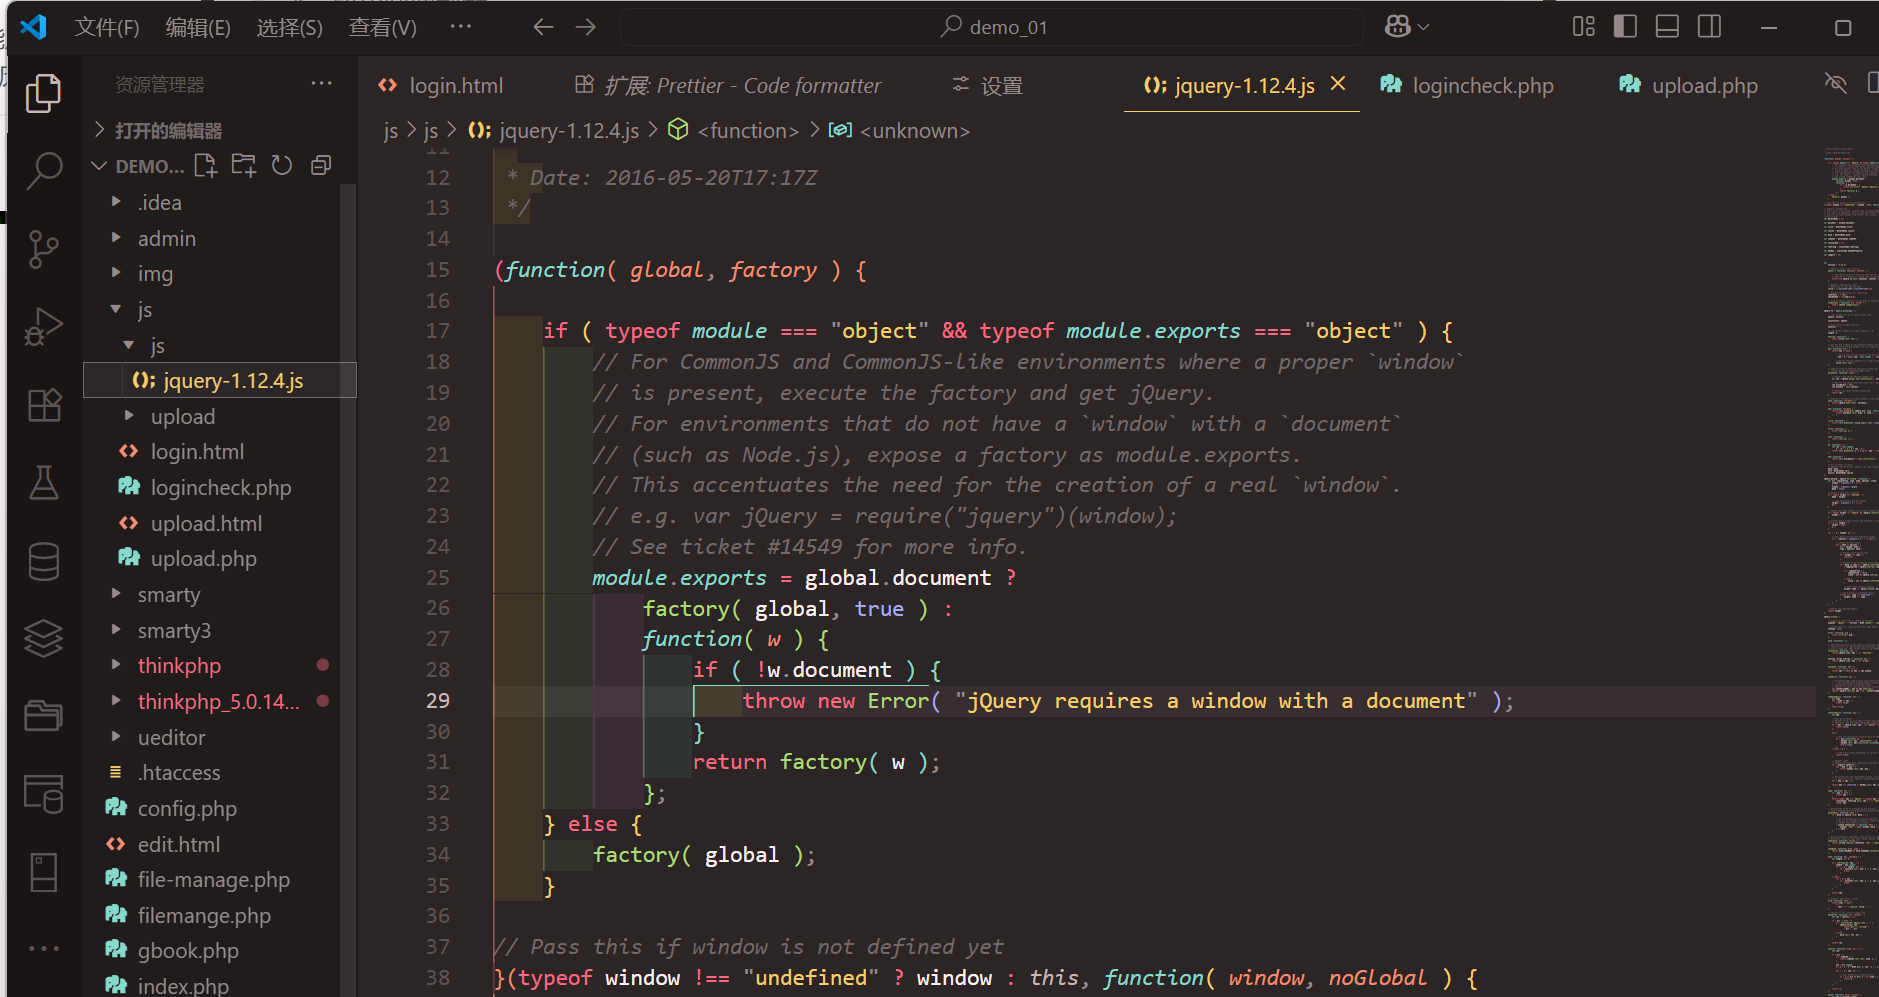 文件(F) 编辑(E) 选择(S) 查看(V) ··· demo_01
资源管理器 ···
login.html 扩展: Prettier - Code formatter 设置 jquery-1.12.4.js logincheck.php upload.php
js > js > jquery-1.12.4.js > <function> > <unknown>
打开的编辑器
DEMO...
.idea
admin
img
js
js
jquery-1.12.4.js
upload
login.html
logincheck.php
upload.html
upload.php
smarty
smarty3
thinkphp
thinkphp_5.0.14...
ueditor
.htaccess
config.php
edit.html
file-manage.php
filemange.php
gbook.php
index.php
11
12 * Date: 2016-05-20T17:17Z
13 */
14
15 (function( global, factory ) {
16
17 if ( typeof module === "object" && typeof module.exports === "object" ) {
18 // For CommonJS and CommonJS-like environments where a proper `window`
19 // is present, execute the factory and get jQuery.
20 // For environments that do not have a `window` with a `document`
21 // (such as Node.js), expose a factory as module.exports.
22 // This accentuates the need for the creation of a real `window`.
23 // e.g. var jQuery = require("jquery")(window);
24 // See ticket #14549 for more info.
25 module.exports = global.document ?
26 factory( global, true ) :
27 function( w ) {
28 if ( !w.document ) {
29 throw new Error( "jQuery requires a window with a document" );
30 }
31 return factory( w );
32 };
33 } else {
34 factory( global );
35 }
36
37 // Pass this if window is not defined yet
38 }(typeof window !== "undefined" ? window : this, function( window, noGlobal ) {